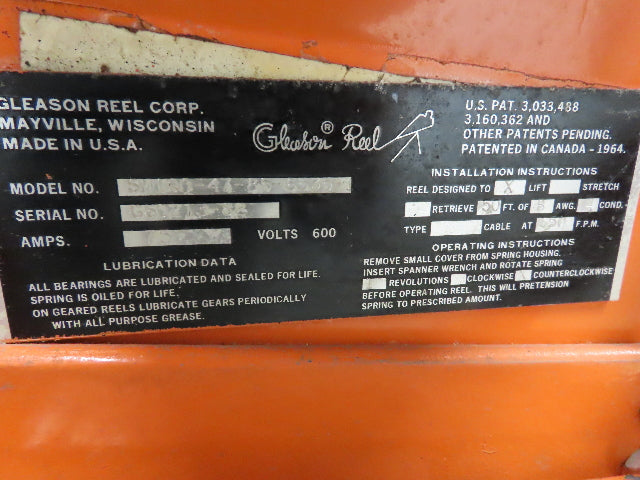 GLEASON REEL CORP.
MAYVILLE, WISCONSIN
MADE IN U.S.A.
Gleason® Reel
U.S. PAT. 3,033,488
3,160,362 AND
OTHER PATENTS PENDING.
PATENTED IN CANADA - 1964.
MODEL NO.
SERIAL NO.
AMPS. VOLTS 600
LUBRICATION DATA
ALL BEARINGS ARE LUBRICATED AND SEALED FOR LIFE.
SPRING IS OILED FOR LIFE.
ON GEARED REELS LUBRICATE GEARS PERIODICALLY
WITH ALL PURPOSE GREASE.
INSTALLATION INSTRUCTIONS
REEL DESIGNED TO X LIFT STRETCH
RETRIEVE FT. OF AWG. COND.
TYPE CABLE AT F.P.M.
OPERATING INSTRUCTIONS
REMOVE SMALL COVER FROM SPRING HOUSING.
INSERT SPANNER WRENCH AND ROTATE SPRING
REVOLUTIONS CLOCKWISE COUNTERCLOCKWISE
BEFORE OPERATING REEL. THIS WILL PRETENSION
SPRING TO PRESCRIBED AMOUNT.